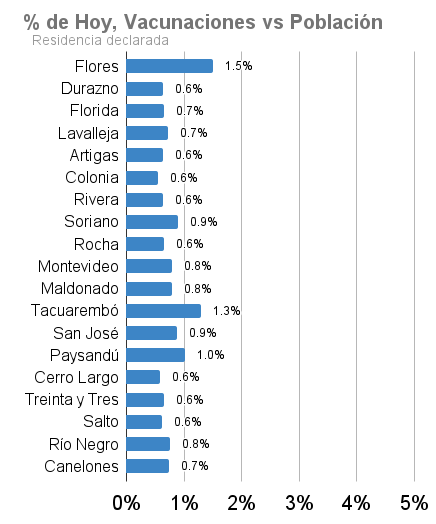 % de Hoy, Vacunaciones vs Población
Residencia declarada
Flores 1.5%
Durazno 0.6%
Florida 0.7%
Lavalleja 0.7%
Artigas 0.6%
Colonia 0.6%
Rivera 0.6%
Soriano 0.9%
Rocha 0.6%
Montevideo 0.8%
Maldonado 0.8%
Tacuarembó 1.3%
San José 0.9%
Paysandú 1.0%
Cerro Largo 0.6%
Treinta y Tres 0.6%
Salto 0.6%
Río Negro 0.8%
Canelones 0.7%
0% 1% 2% 3% 4% 5%